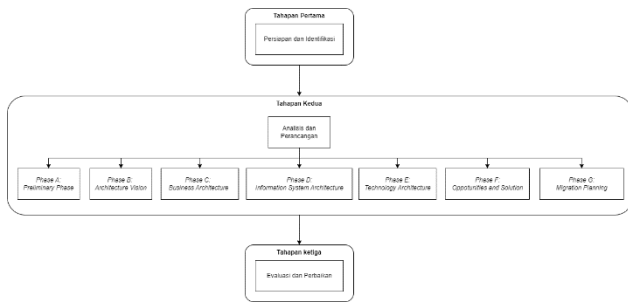 Tahapan Pertama
Persiapan dan Identifikasi
Tahapan Kedua
Analisis dan
Perancangan
Phase A:
Preliminary Phase
Phase B:
Architecture Vision
Phase C:
Business Architecture
Phase D:
Information System Architecture
Phase E:
Technology Architecture
Phase F:
Oppotunities and Solution
Phase G:
Migration Planning
Tahapan ketiga
Evaluasi dan Perbaikan